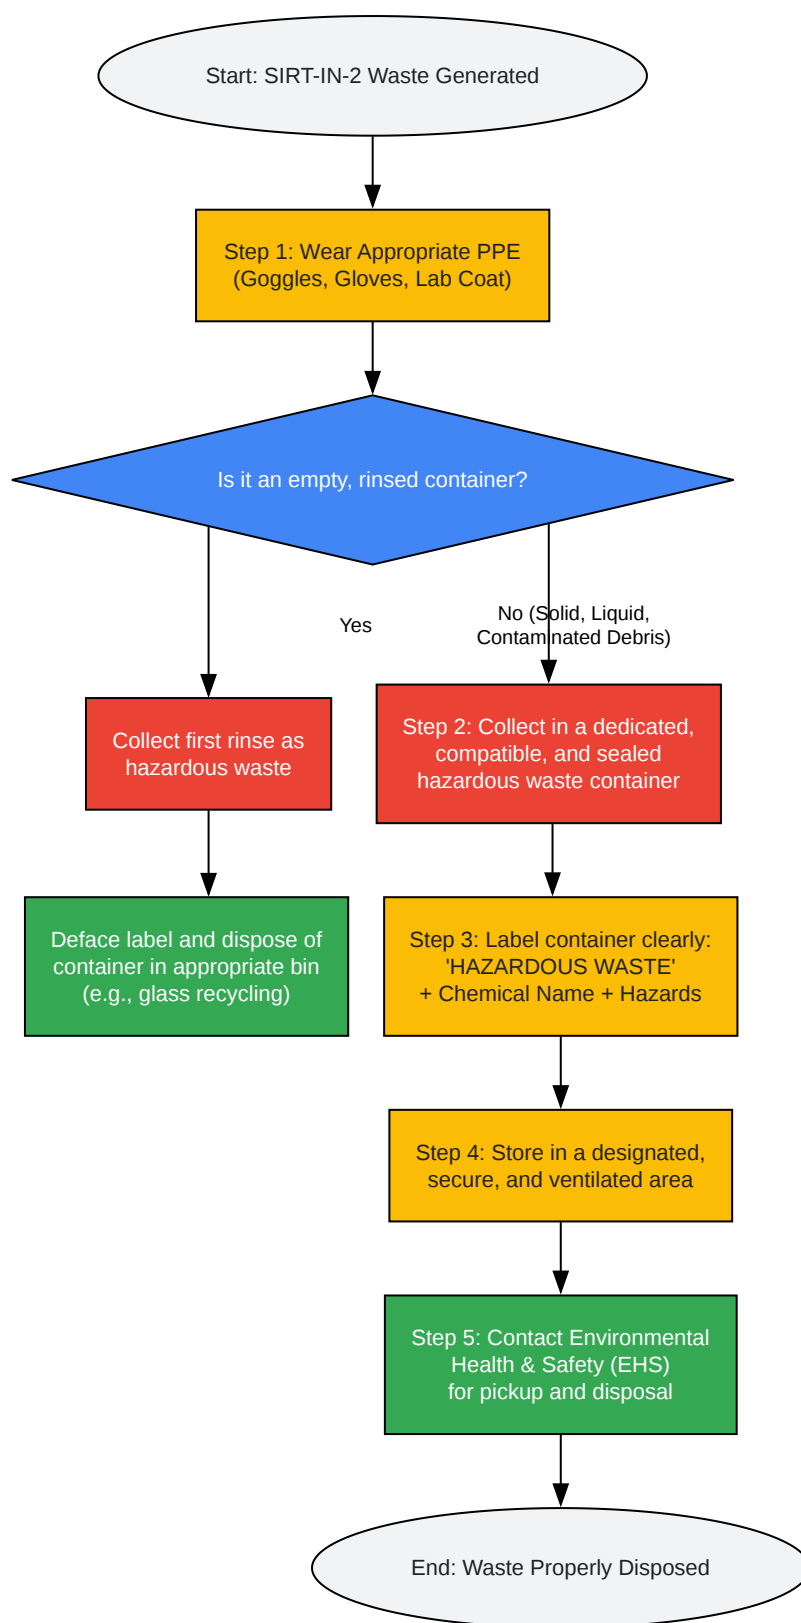 Start: SIRT-IN-2 Waste Generated
Step 1: Wear Appropriate PPE
(Goggles, Gloves, Lab Coat)
Is it an empty, rinsed container?
Yes
No (Solid, Liquid,
Contaminated Debris)
Collect first rinse as
hazardous waste
Step 2: Collect in a dedicated,
compatible, and sealed
hazardous waste container
Deface label and dispose of
container in appropriate bin
(e.g., glass recycling)
Step 3: Label container clearly:
'HAZARDOUS WASTE'
+ Chemical Name + Hazards
Step 4: Store in a designated,
secure, and ventilated area
Step 5: Contact Environmental
Health & Safety (EHS)
for pickup and disposal
End: Waste Properly Disposed